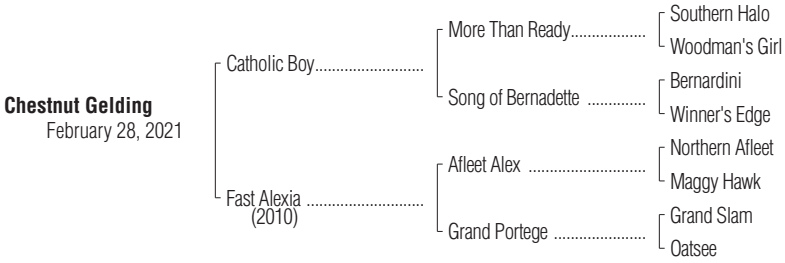 Southern Halo
More Than Ready..................
Woodman's Girl
Catholic Boy..........................
Bernardini
Song of Bernadette ..............
Winner's Edge
Chestnut Gelding
February 28, 2021
Northern Afleet
Afleet Alex ............................
Maggy Hawk
Fast Alexia ............................
(2010)
Grand Slam
Grand Portege ......................
Oatsee